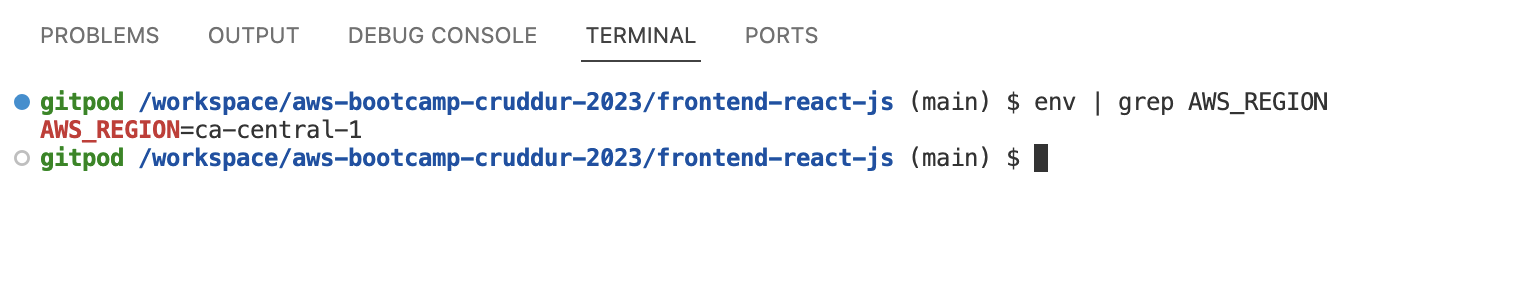 PROBLEMS OUTPUT DEBUG CONSOLE TERMINAL PORTS
gitpod /workspace/aws-bootcamp-cruddur-2023/frontend-react-js (main) $ env | grep AWS_REGION
AWS_REGION=ca-central-1
gitpod /workspace/aws-bootcamp-cruddur-2023/frontend-react-js (main) $